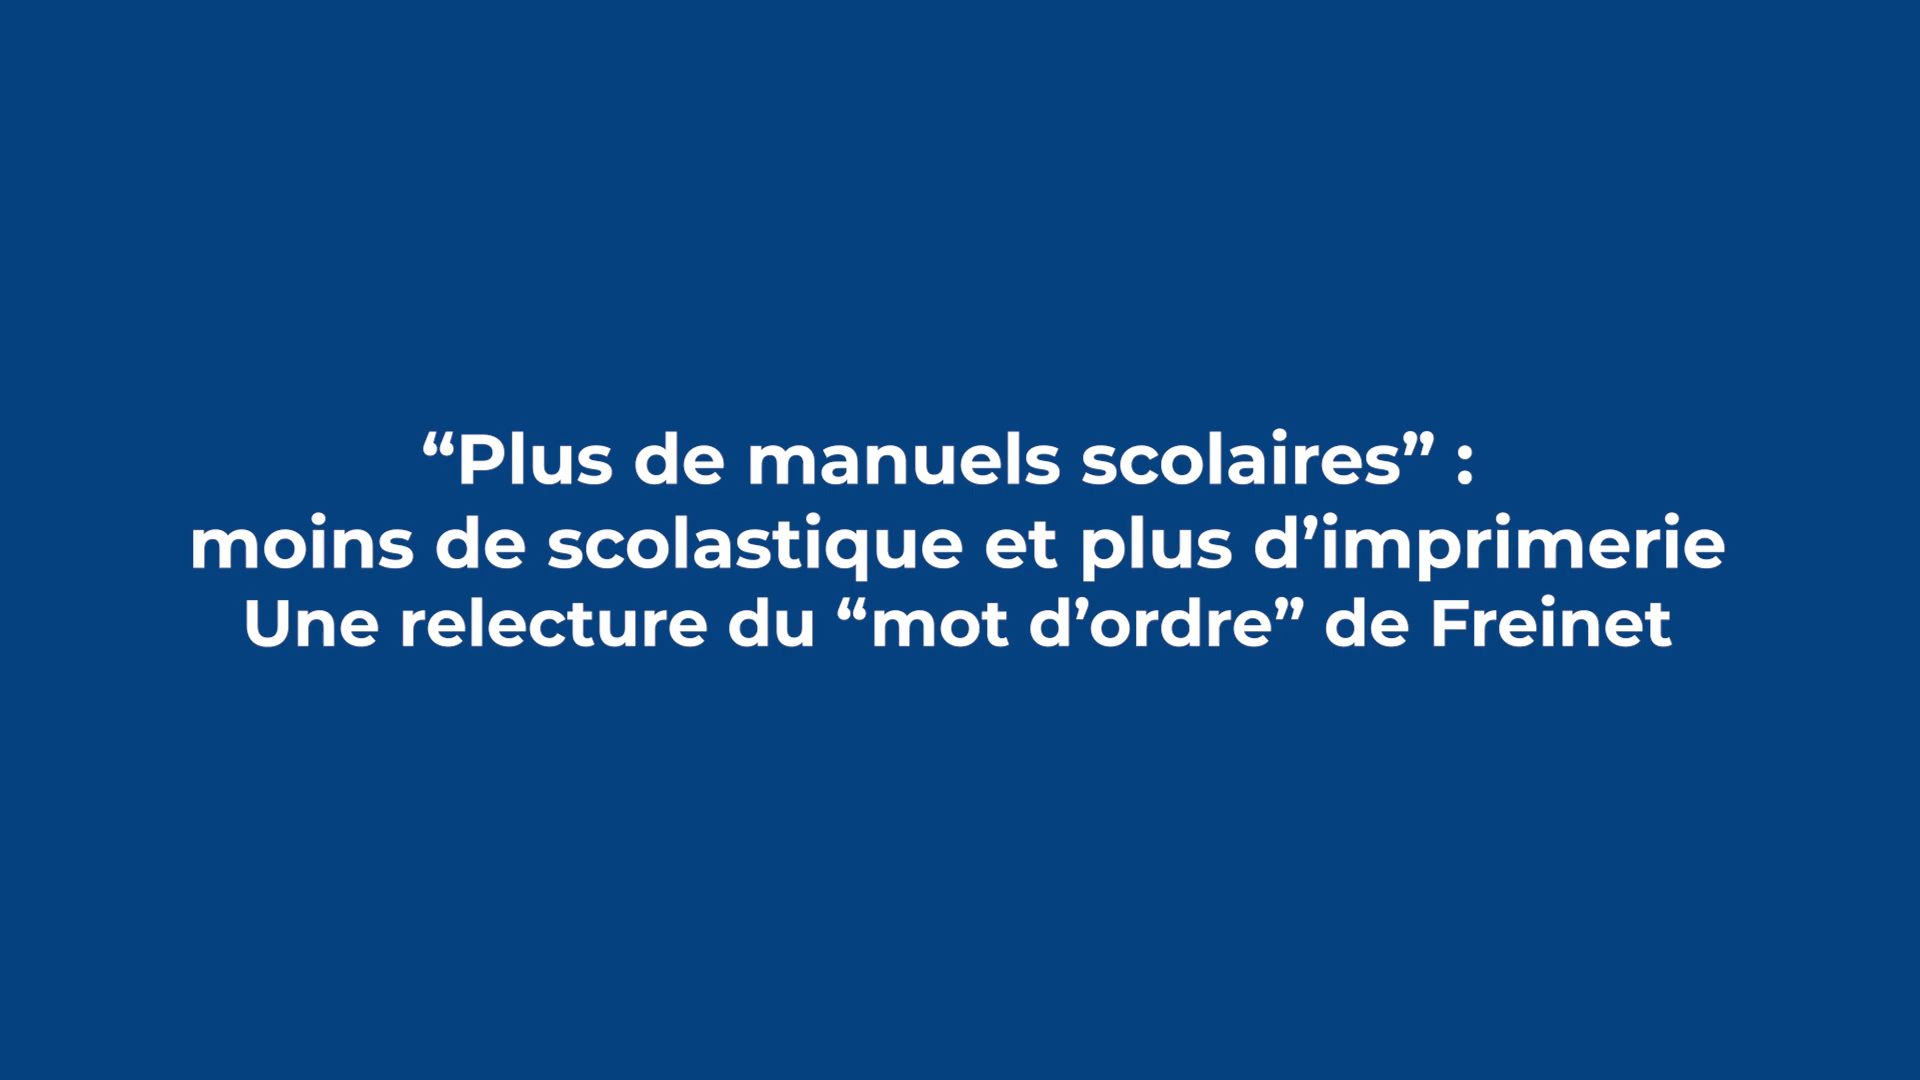 “Plus de manuels scolaires” :
moins de scolastique et plus d’imprimerie
Une relecture du “mot d’ordre” de Freinet